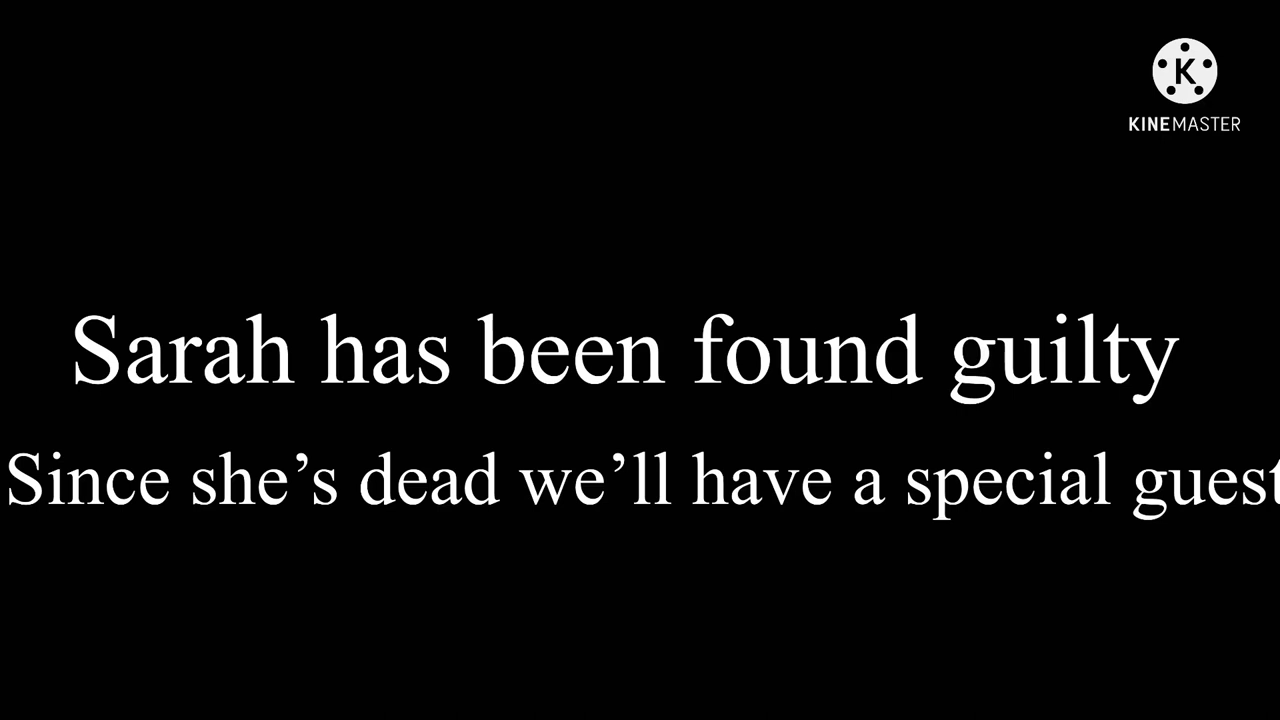 K
KINEMASTER
Sarah has been found guilty
Since she’s dead we’ll have a special guest